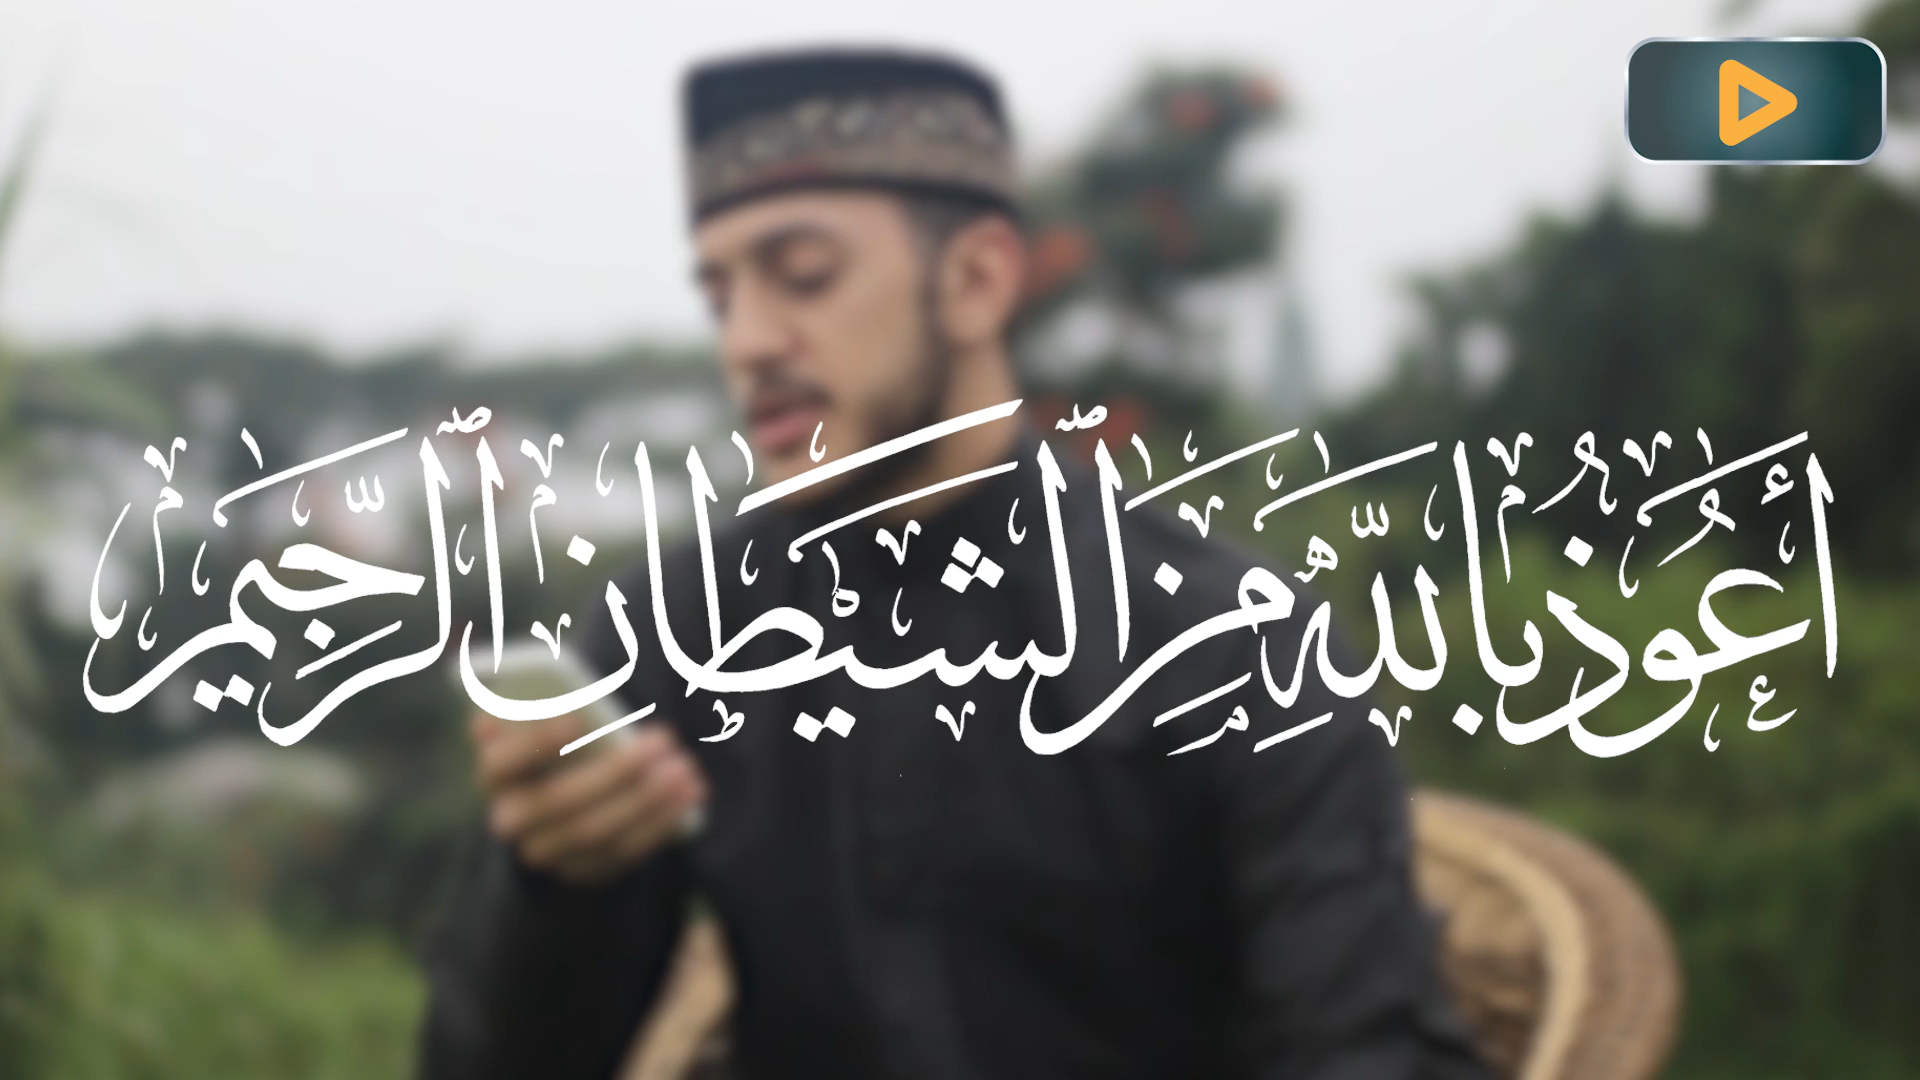 أَعُوذُ بِاللَّهِ مِنَ الشَّيْطَانِ الرَّجِيمِ